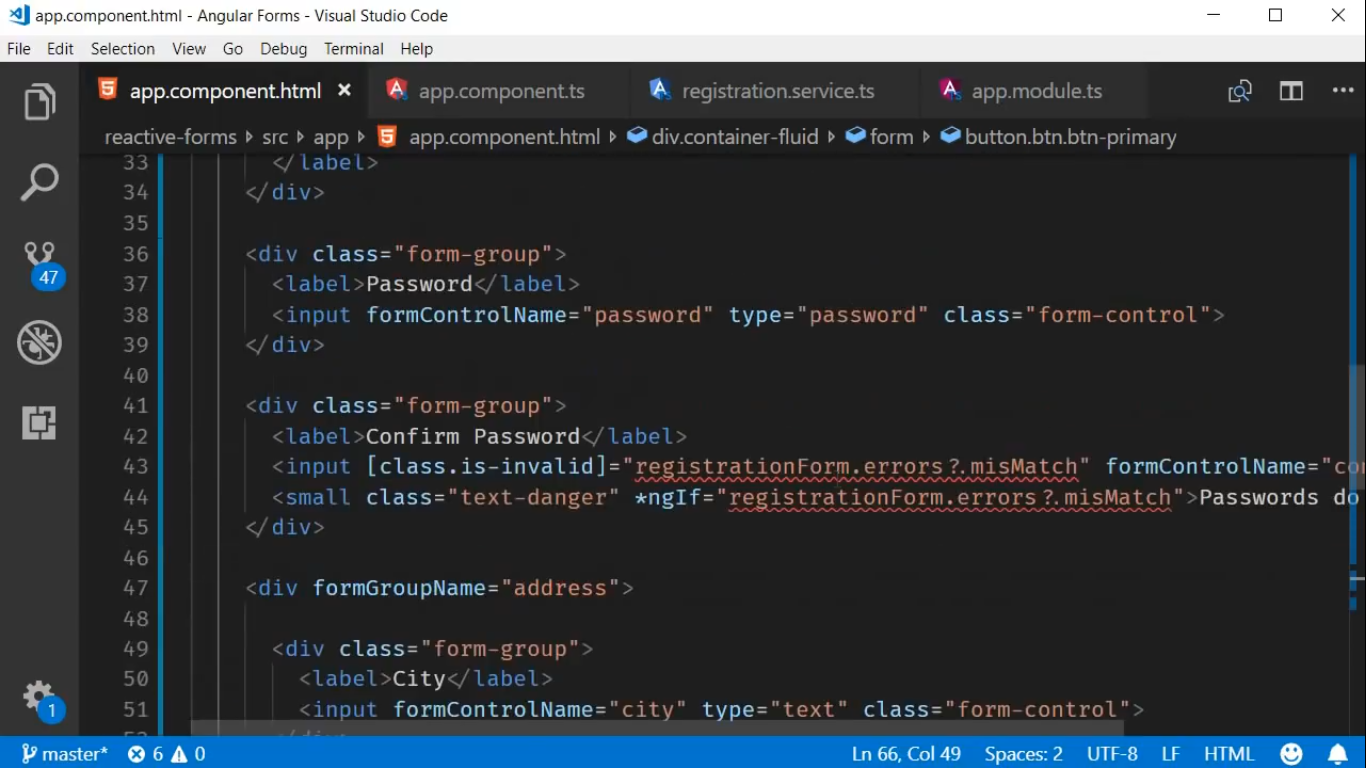 app.component.html - Angular Forms - Visual Studio Code
File Edit Selection View Go Debug Terminal Help
app.component.html app.component.ts registration.service.ts app.module.ts
reactive-forms src app app.component.html div.container-fluid form button.btn.btn-primary
33 </label>
34 </div>
35
36 <div class="form-group">
37 <label>Password</label>
38 <input formControlName="password" type="password" class="form-control">
39 </div>
40
41 <div class="form-group">
42 <label>Confirm Password</label>
43 <input [class.is-invalid]="registrationForm.errors?.misMatch" formControlName="co
44 <small class="text-danger" *ngIf="registrationForm.errors?.misMatch">Passwords do
45 </div>
46
47 <div formGroupName="address">
48
49 <div class="form-group">
50 <label>City</label>
51 <input formControlName="city" type="text" class="form-control">
47
1
master* 6 0 Ln 66, Col 49 Spaces: 2 UTF-8 LF HTML